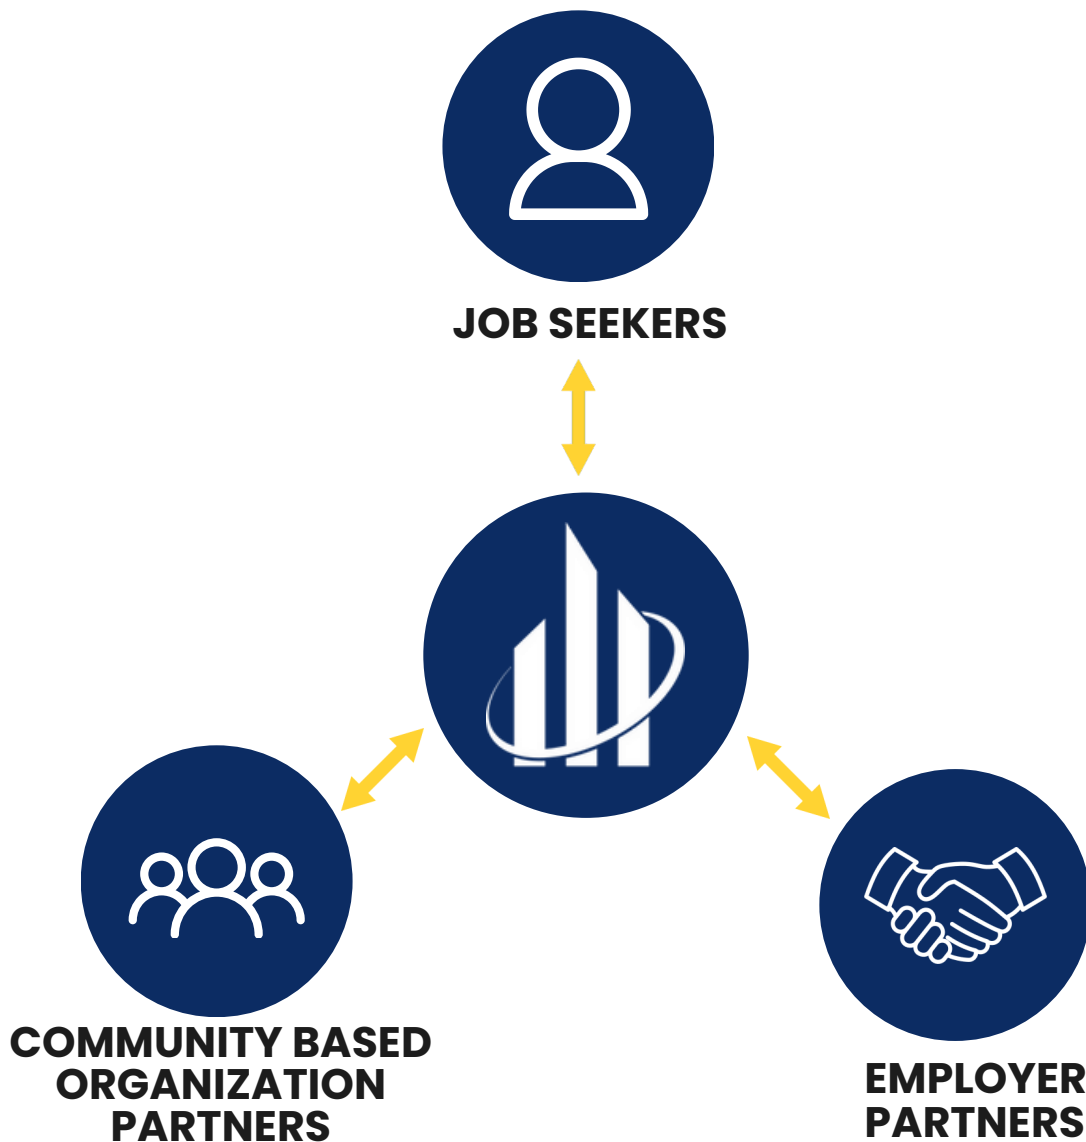 JOB SEEKERS
COMMUNITY BASED
ORGANIZATION
PARTNERS
EMPLOYER
PARTNERS